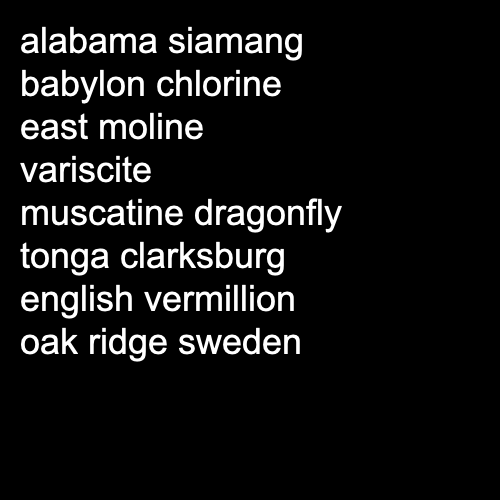 alabama siamang
babylon chlorine
east moline
variscite
muscatine dragonfly
tonga clarksburg
english vermillion
oak ridge sweden